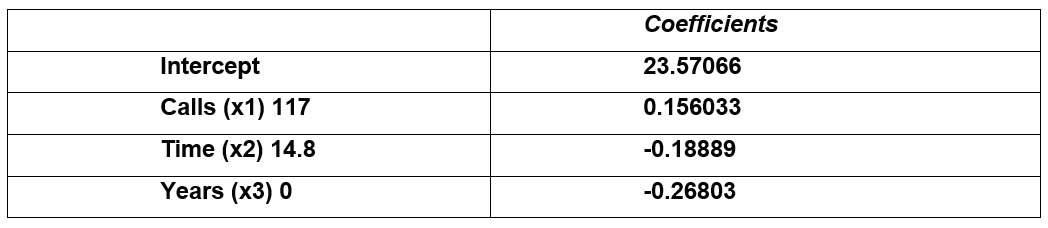 Coefficients
Intercept 23.57066
Calls (x1) 117 0.156033
Time (x2) 14.8 -0.18889
Years (x3) 0 -0.26803